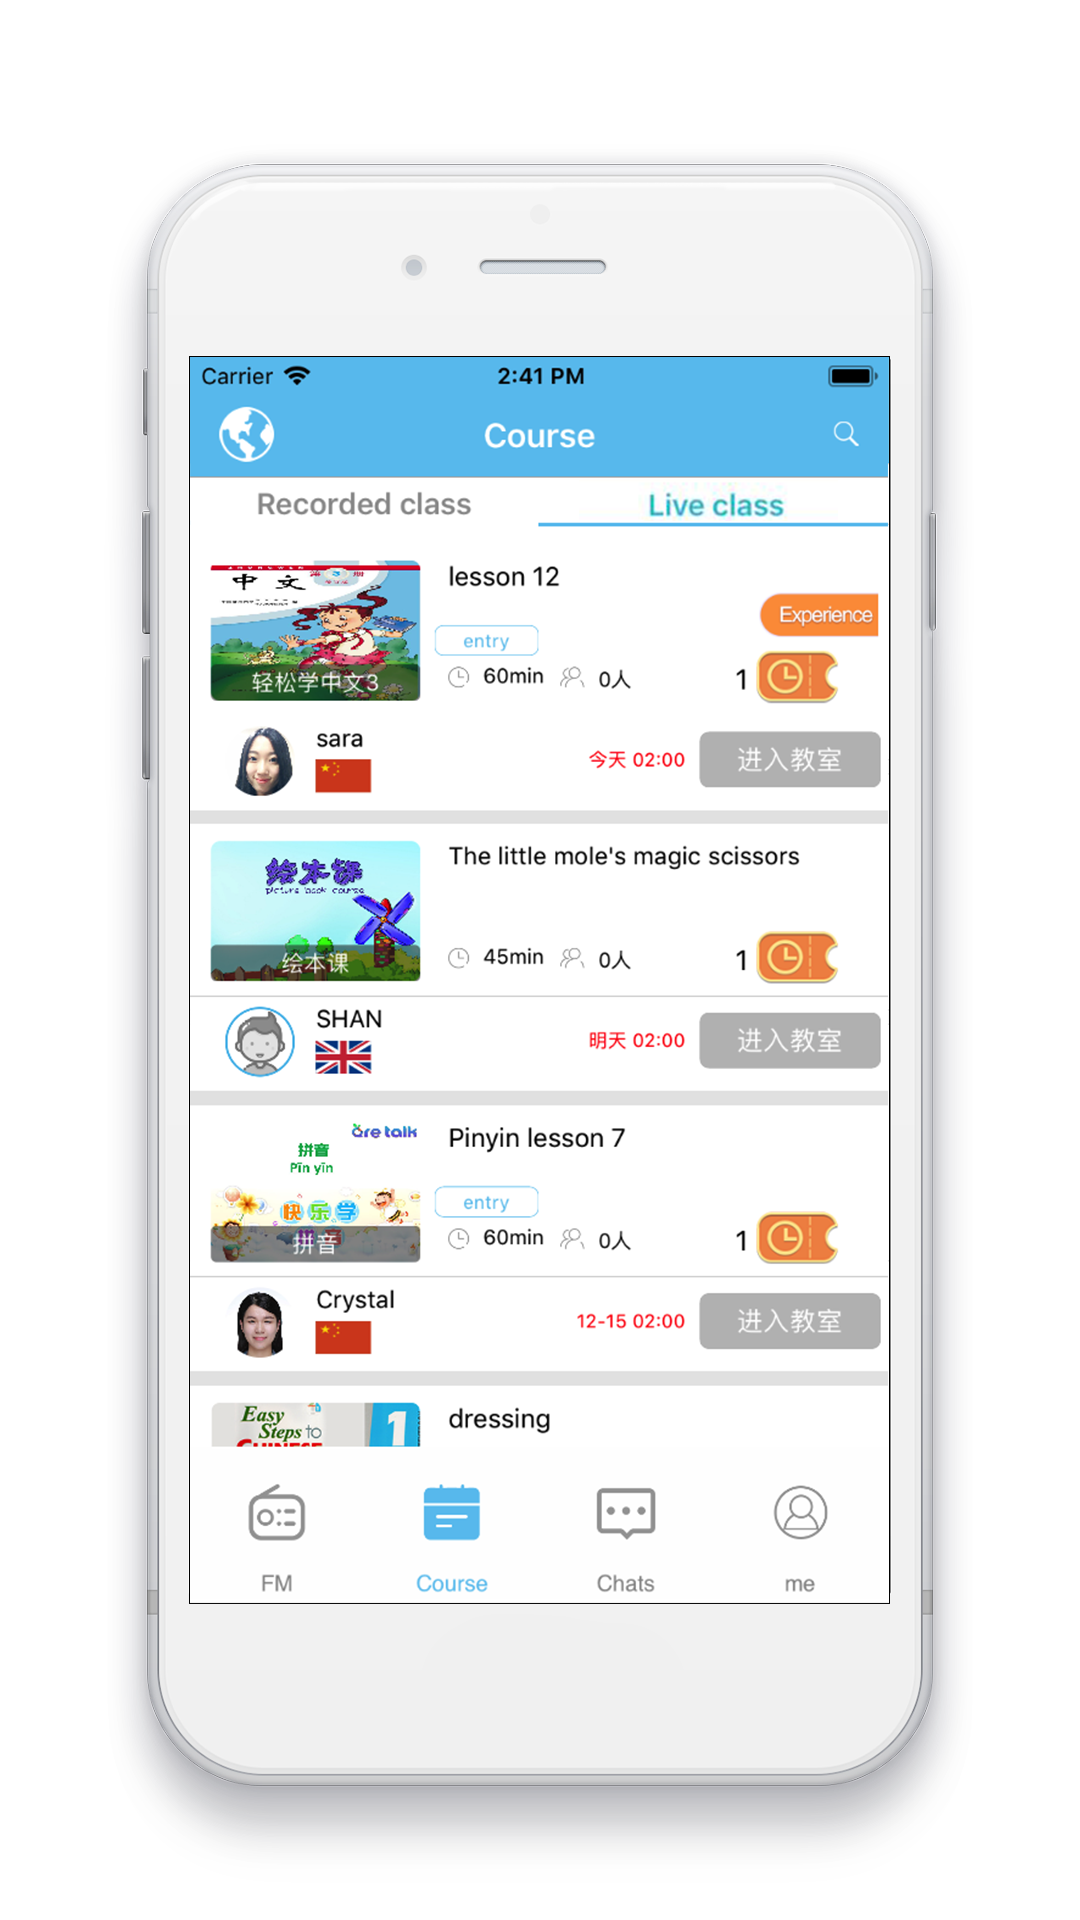 Carrier 2:41 PM
Course
Recorded class Live class
中文
lesson 12
Experience
entry
60min 0人 1
轻松学中文3
sara
今天 02:00 进入教室
绘本课
picture book course
The little mole's magic scissors
45min 0人 1
绘本课
SHAN
明天 02:00 进入教室
are talk
拼音
Pīn yīn
Pinyin lesson 7
快乐学
entry
60min 0人 1
拼音
Crystal
12-15 02:00 进入教室
Easy
Steps to
CHINESE
1
dressing
FM Course Chats me